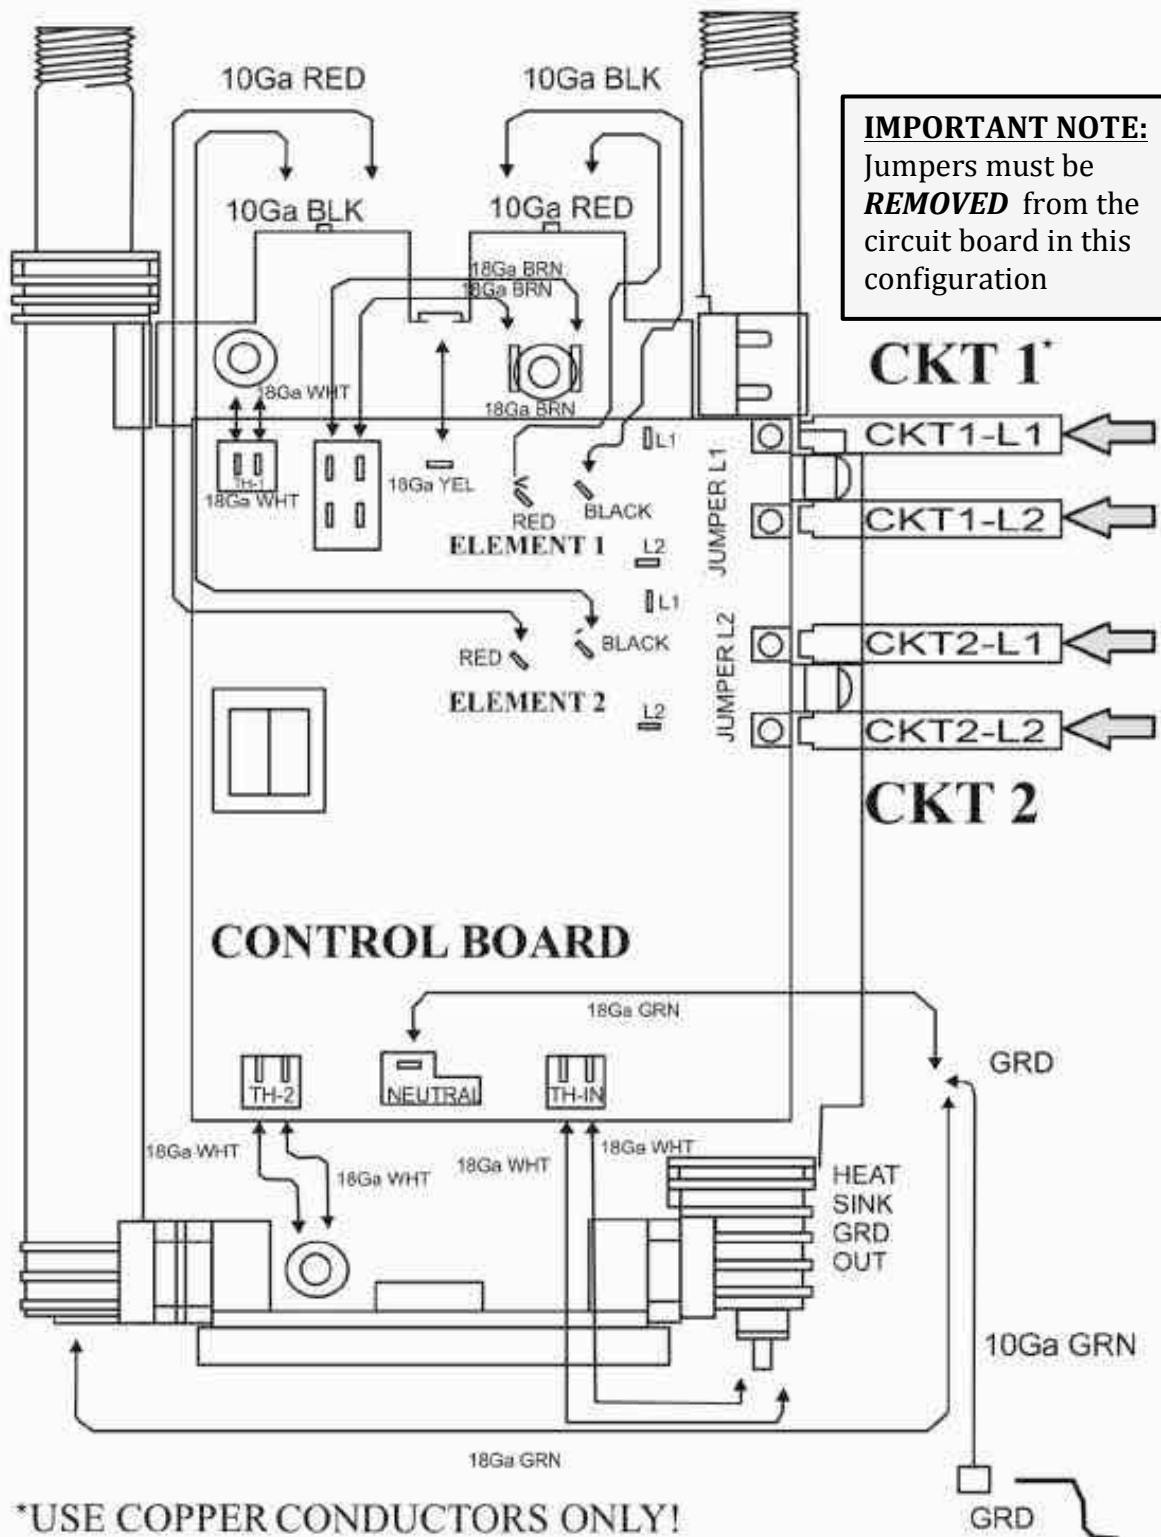 10Ga RED
10Ga BLK
IMPORTANT NOTE:
Jumpers must be
REMOVED from the
circuit board in this
configuration
10Ga BLK
10Ga RED
18Ga BRN
18Ga BRN
CKT 1*
18Ga WHT
18Ga BRN
L1
CKT1-L1
TH-1
18Ga WHT
18Ga YEL
RED
BLACK
JUMPER L1
CKT1-L2
ELEMENT 1
L2
L1
RED
BLACK
JUMPER L2
CKT2-L1
ELEMENT 2
L2
CKT2-L2
CKT 2
CONTROL BOARD
18Ga GRN
GRD
TH-2
NEUTRAL
TH-IN
18Ga WHT
18Ga WHT
18Ga WHT
18Ga WHT
HEAT
SINK
GRD
OUT
10Ga GRN
18Ga GRN
GRD
*USE COPPER CONDUCTORS ONLY!